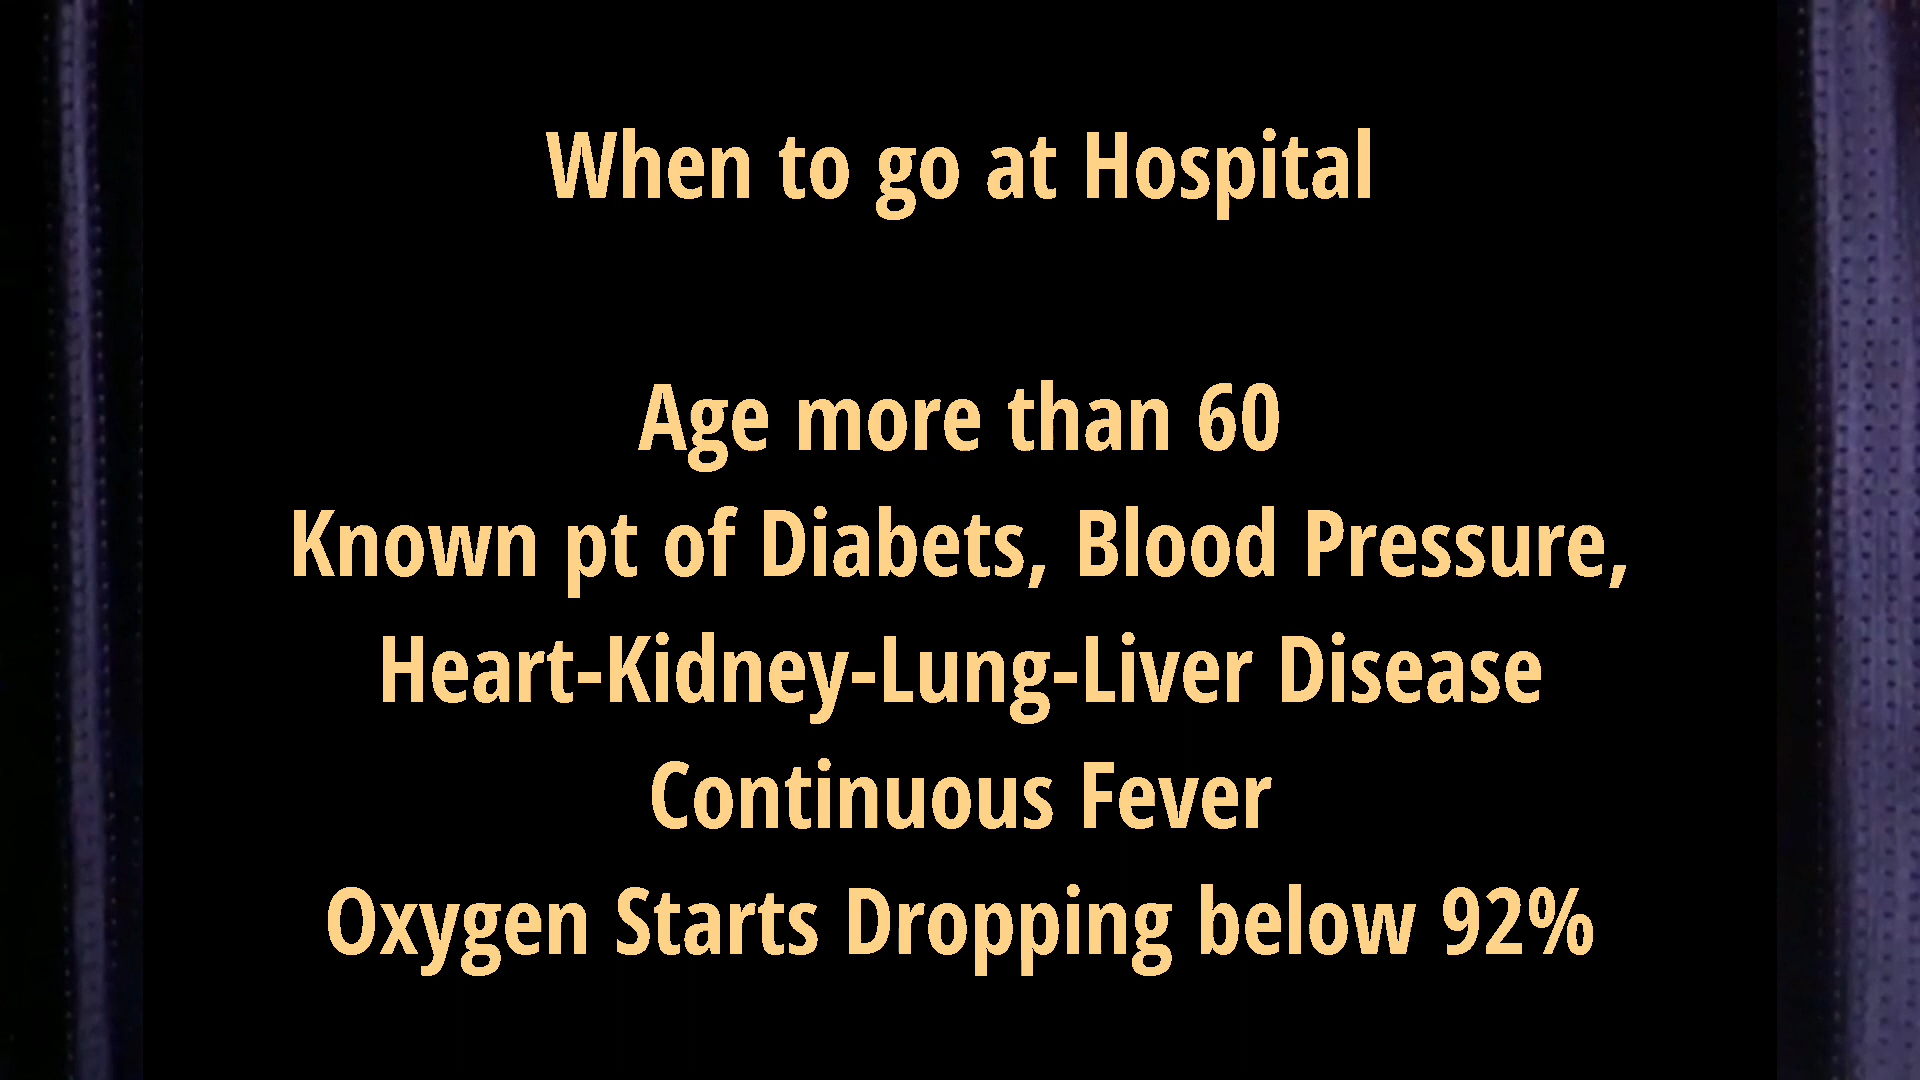 When to go at Hospital
Age more than 60
Known pt of Diabets, Blood Pressure,
Heart-Kidney-Lung-Liver Disease
Continuous Fever
Oxygen Starts Dropping below 92%